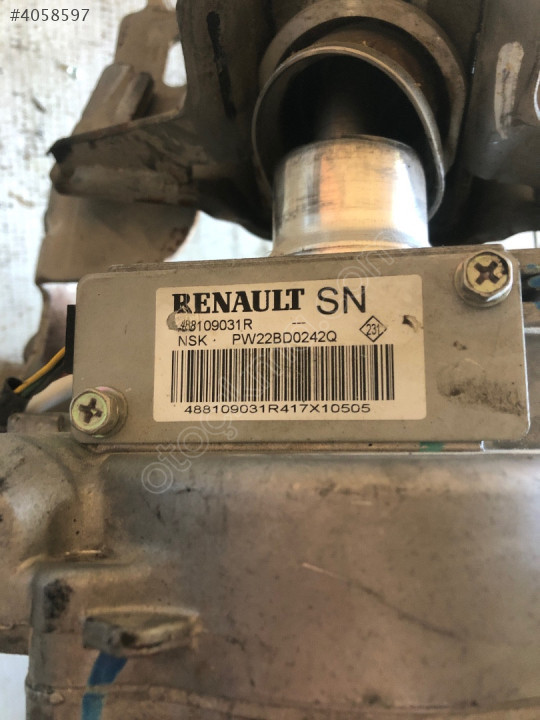 #4058597
RENAULT SN
488109031R ---
NSK · PW22BD0242Q
231
488109031R417X10505